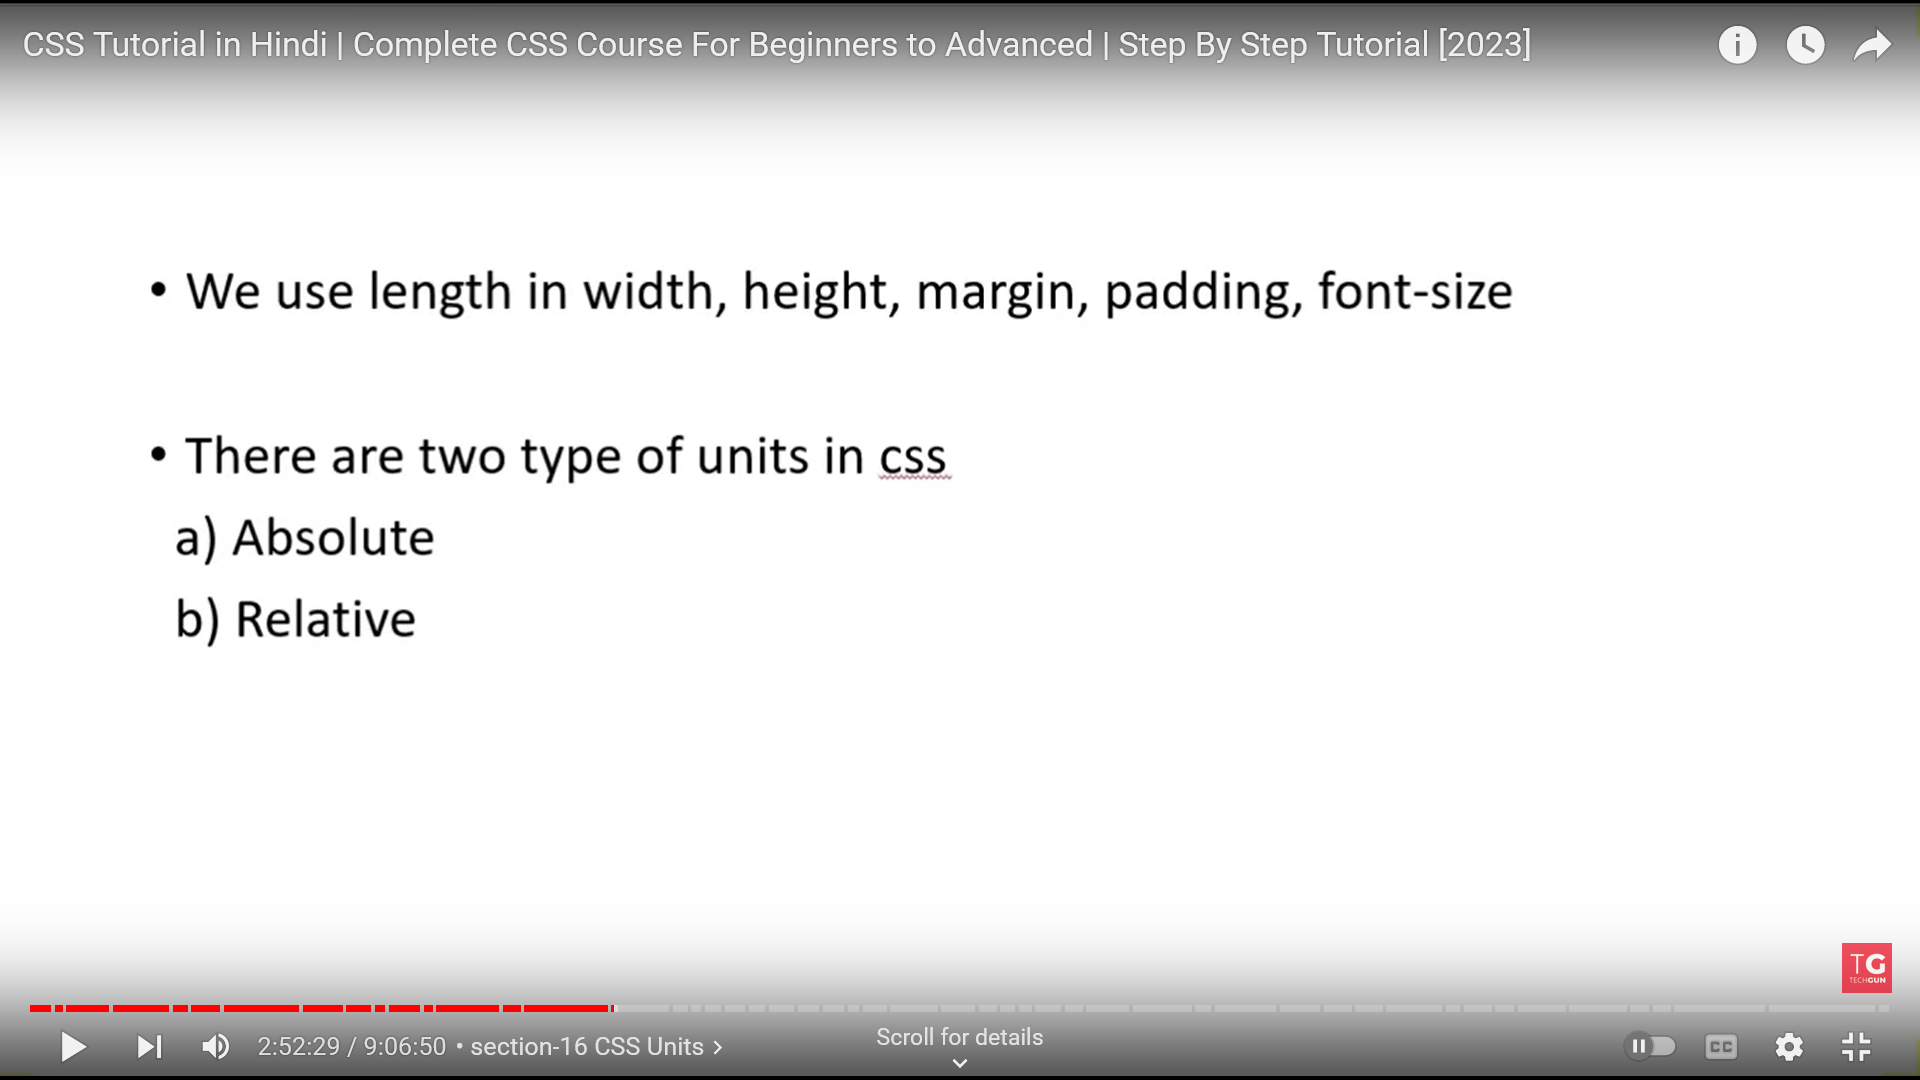 CSS Tutorial in Hindi | Complete CSS Course For Beginners to Advanced | Step By Step Tutorial [2023]
• We use length in width, height, margin, padding, font-size
• There are two type of units in css
a) Absolute
b) Relative
TG
TECHGUN
2:52:29 / 9:06:50 • section-16 CSS Units >
Scroll for details
CC